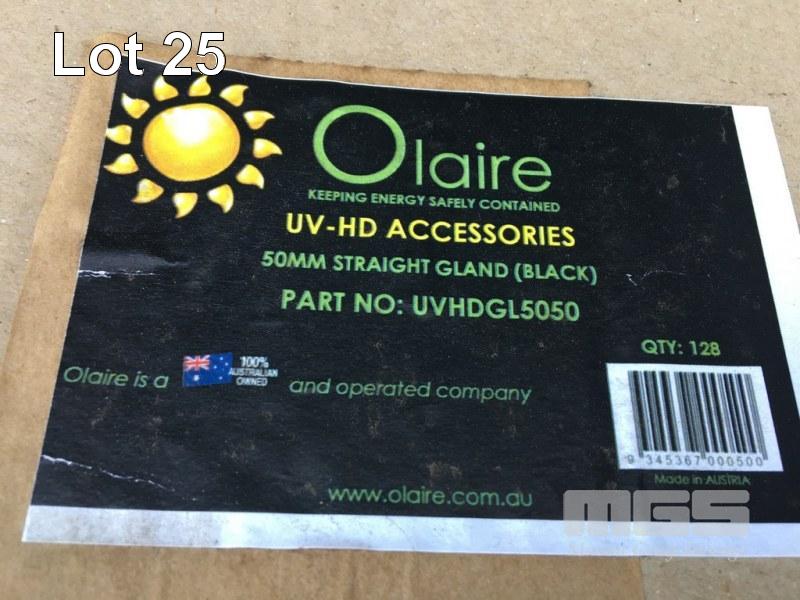 Lot 25
Olaire
KEEPING ENERGY SAFELY CONTAINED
UV-HD ACCESSORIES
50MM STRAIGHT GLAND (BLACK)
PART NO: UVHDGL5050
QTY: 128
Olaire is a 100% AUSTRALIAN OWNED and operated company
9 345367 000500
Made in AUSTRIA
www.olaire.com.au
MGS